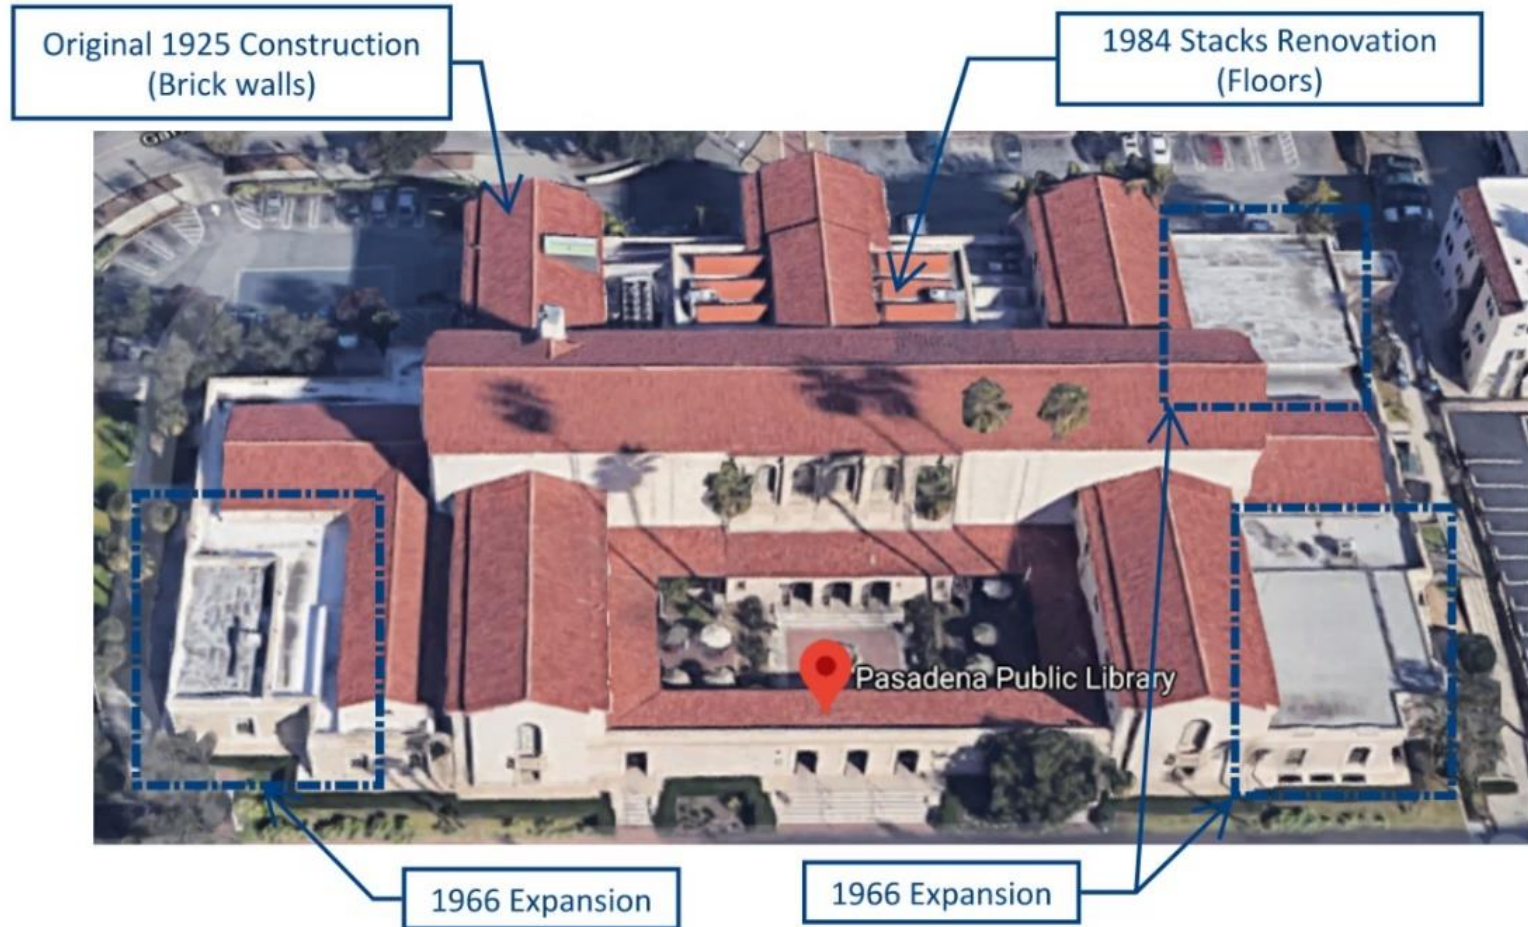 Original 1925 Construction
(Brick walls)
1984 Stacks Renovation
(Floors)
Pasadena Public Library
1966 Expansion
1966 Expansion